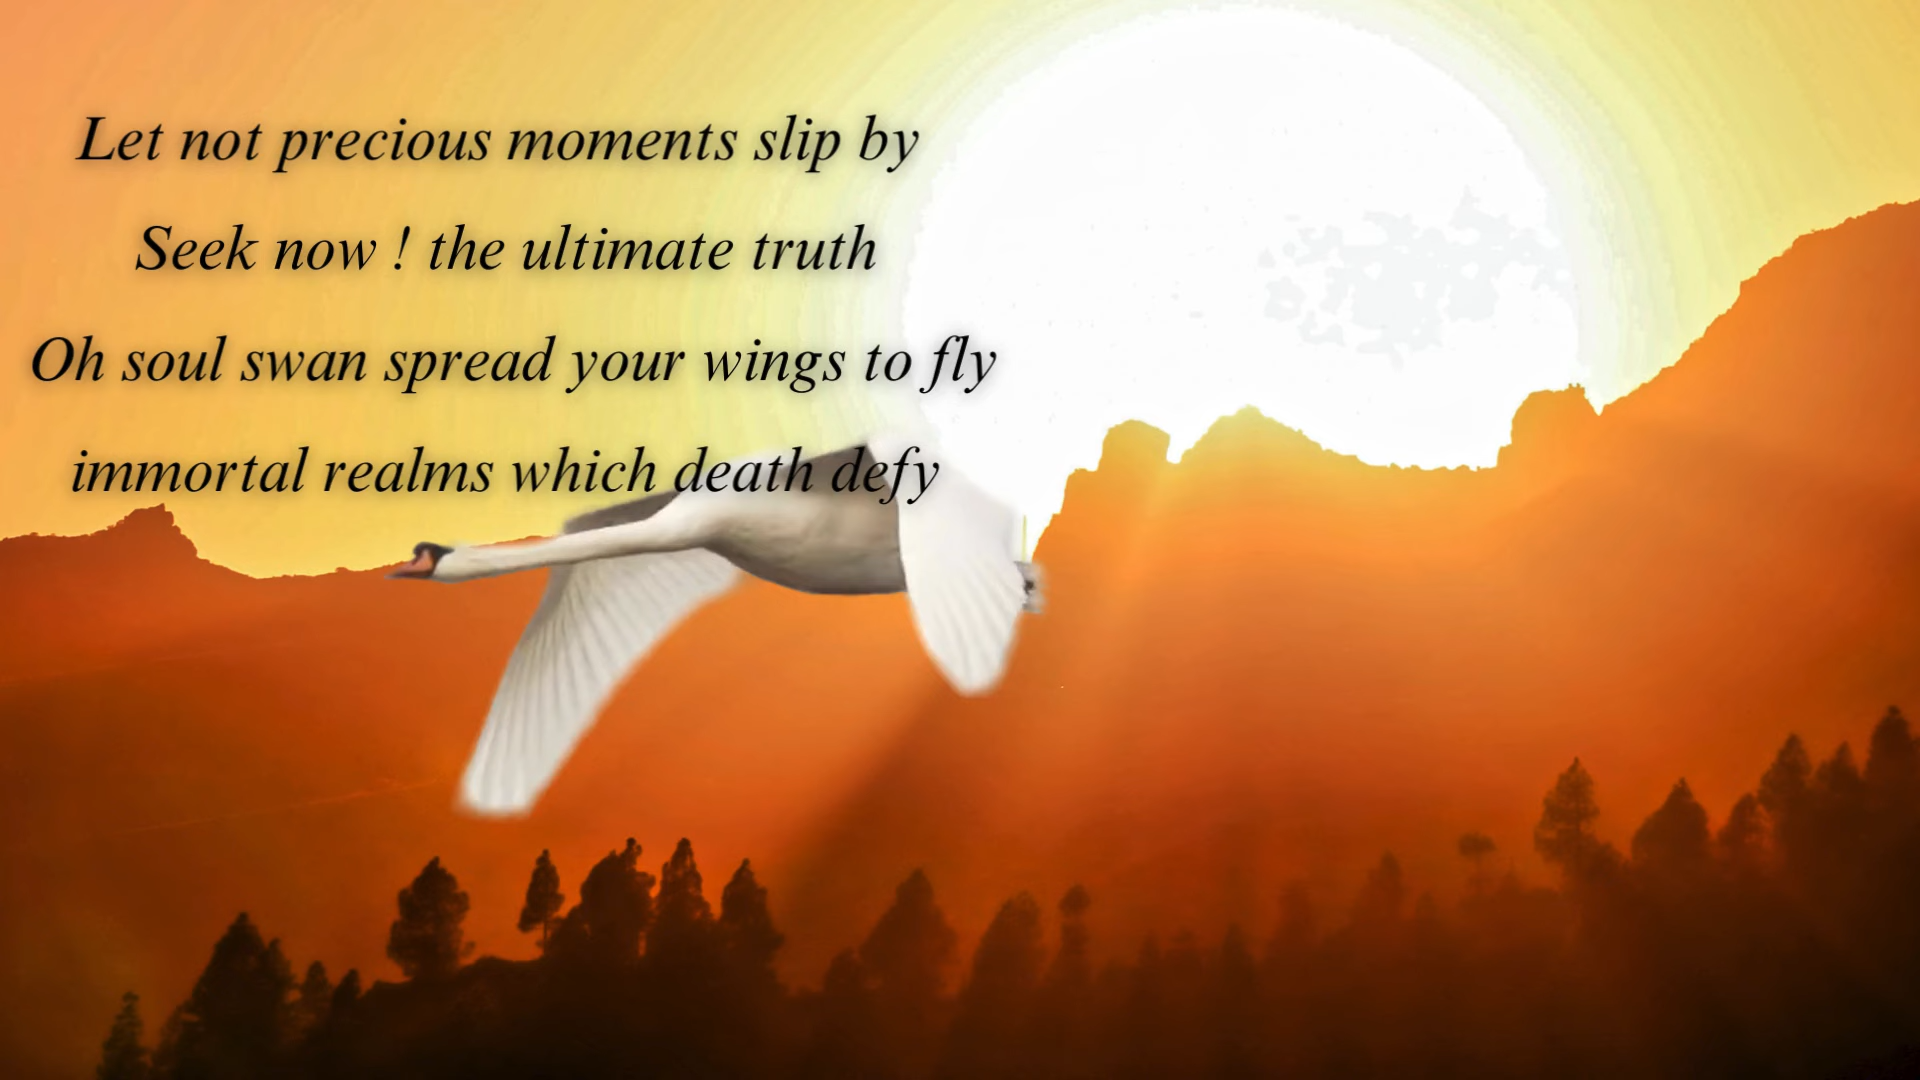 Let not precious moments slip by
Seek now ! the ultimate truth
Oh soul swan spread your wings to fly
immortal realms which death defy